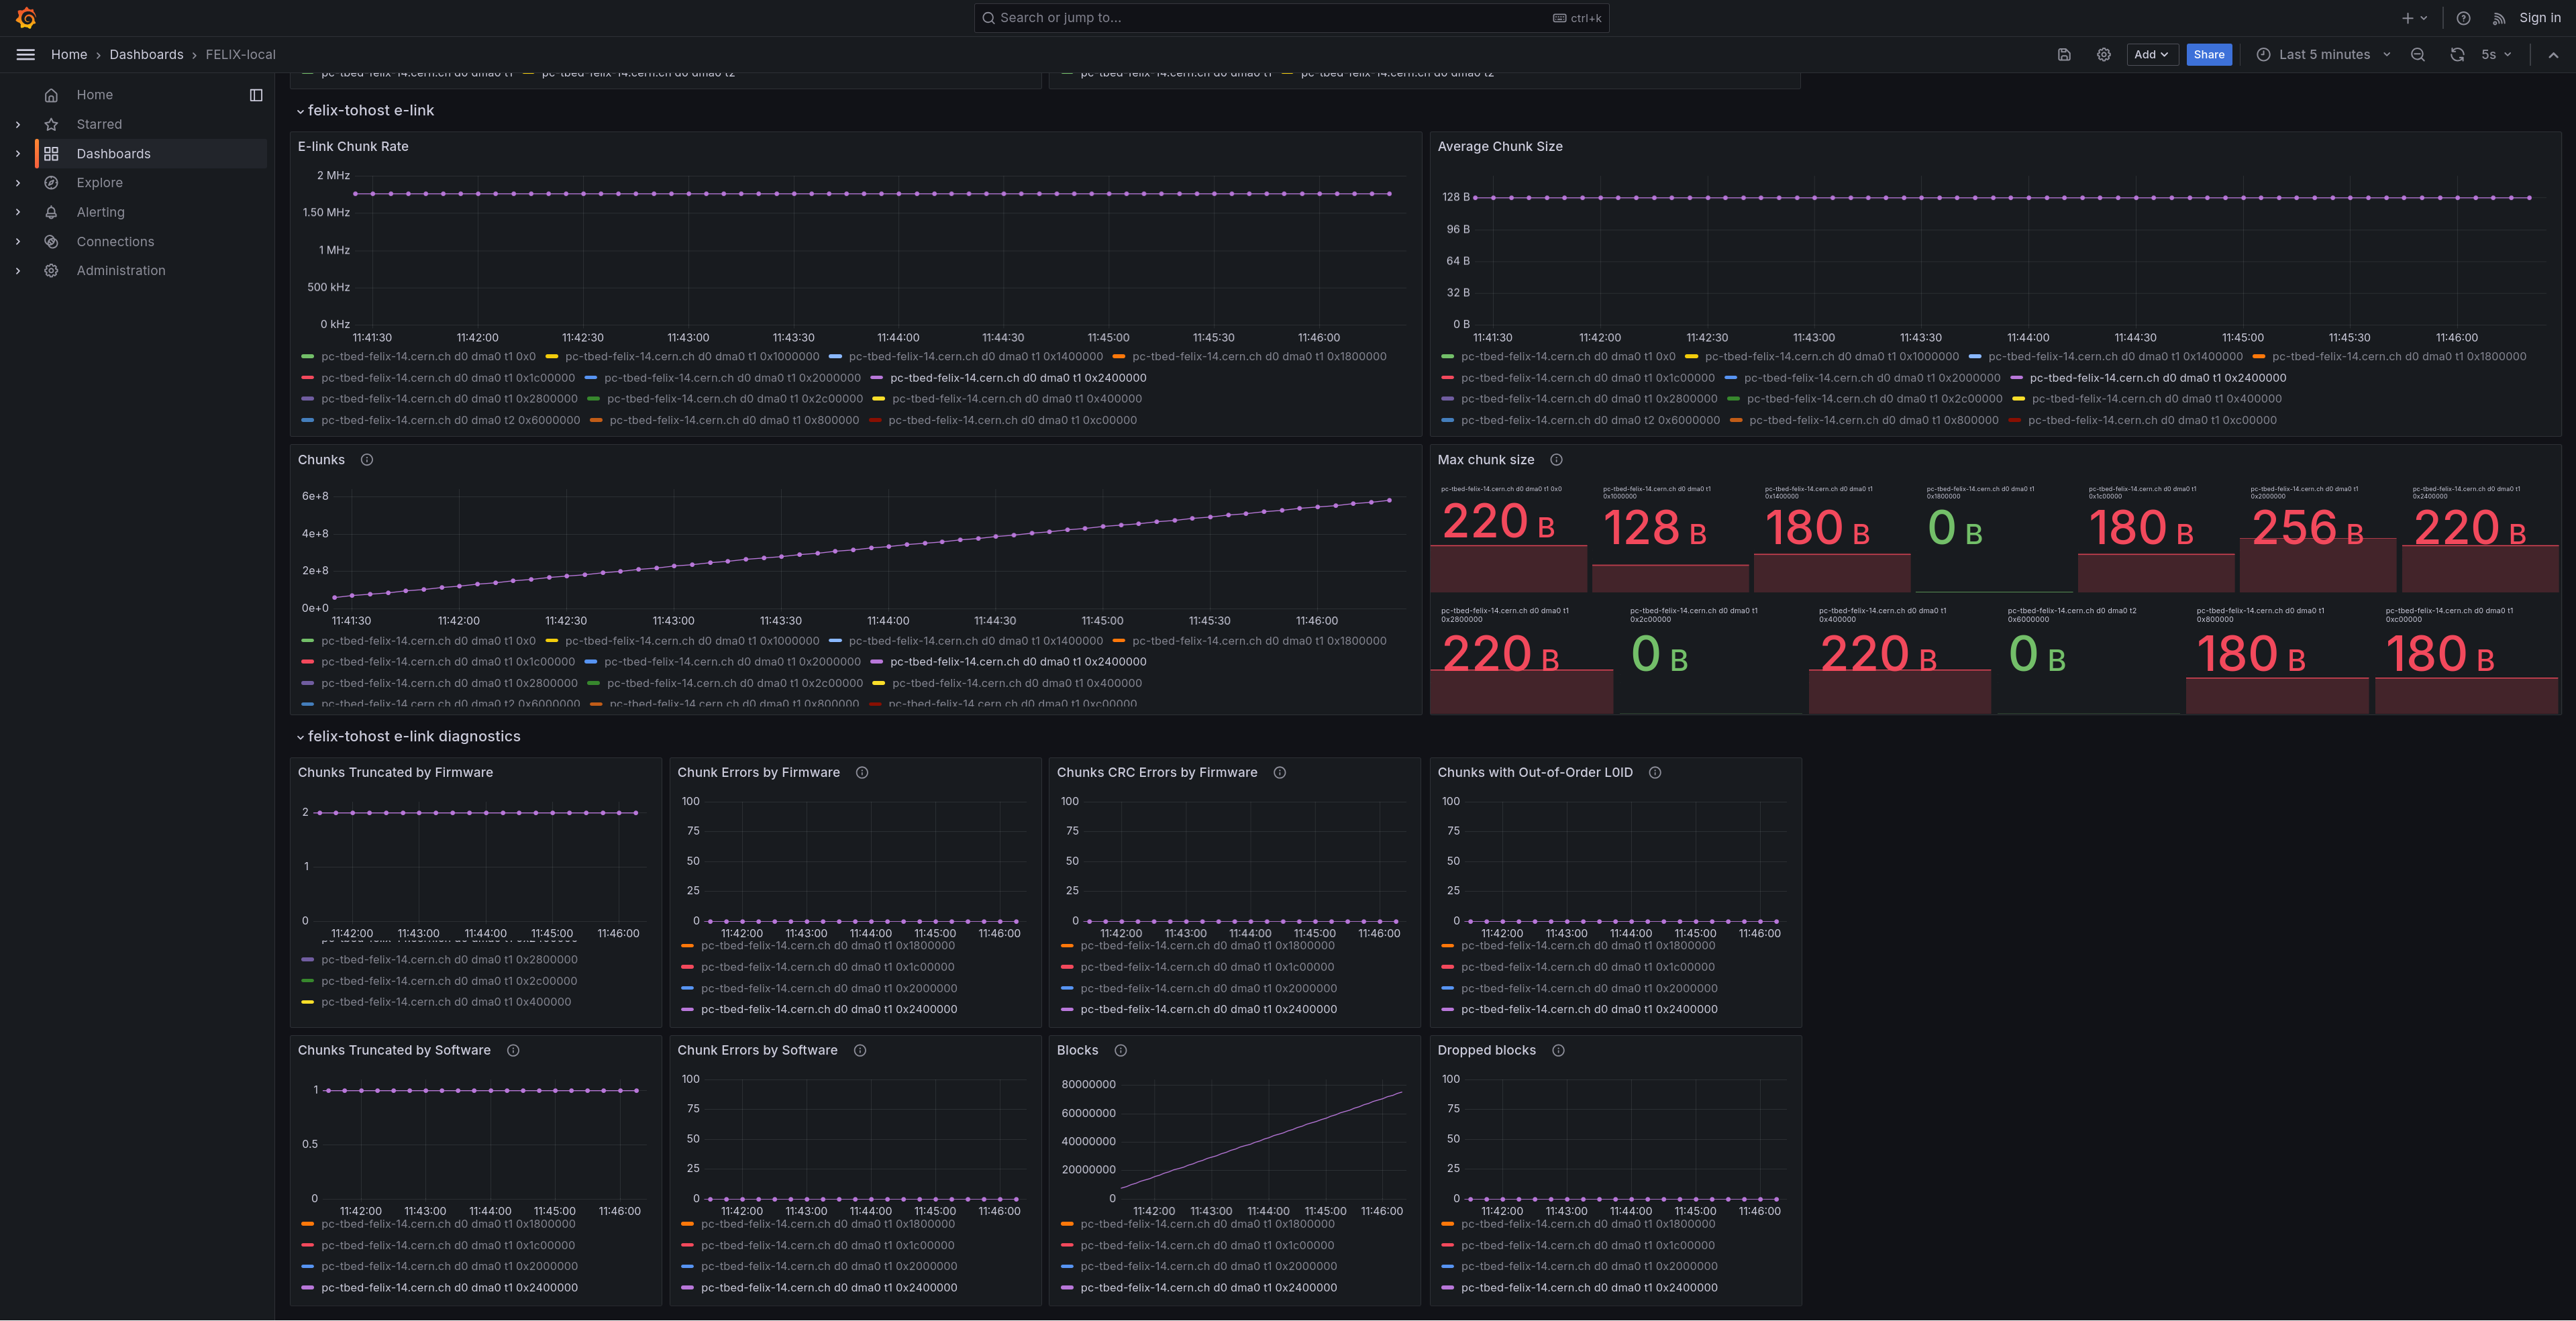 Search or jump to...
ctrl+k
Sign in
Home › Dashboards › FELIX-local
Add
Share
Last 5 minutes
5s
Home
Starred
Dashboards
Explore
Alerting
Connections
Administration
pc-tbed-felix-14.cern.ch d0 dma0 t1 pc-tbed-felix-14.cern.ch d0 dma0 t2
pc-tbed-felix-14.cern.ch d0 dma0 t1 pc-tbed-felix-14.cern.ch d0 dma0 t2
felix-tohost e-link
E-link Chunk Rate
2 MHz
1.50 MHz
1 MHz
500 kHz
0 kHz
11:41:30 11:42:00 11:42:30 11:43:00 11:43:30 11:44:00 11:44:30 11:45:00 11:45:30 11:46:00
pc-tbed-felix-14.cern.ch d0 dma0 t1 0x0 pc-tbed-felix-14.cern.ch d0 dma0 t1 0x1000000 pc-tbed-felix-14.cern.ch d0 dma0 t1 0x1400000 pc-tbed-felix-14.cern.ch d0 dma0 t1 0x1800000
pc-tbed-felix-14.cern.ch d0 dma0 t1 0x1c00000 pc-tbed-felix-14.cern.ch d0 dma0 t1 0x2000000 pc-tbed-felix-14.cern.ch d0 dma0 t1 0x2400000
pc-tbed-felix-14.cern.ch d0 dma0 t1 0x2800000 pc-tbed-felix-14.cern.ch d0 dma0 t1 0x2c00000 pc-tbed-felix-14.cern.ch d0 dma0 t1 0x400000
pc-tbed-felix-14.cern.ch d0 dma0 t2 0x6000000 pc-tbed-felix-14.cern.ch d0 dma0 t1 0x800000 pc-tbed-felix-14.cern.ch d0 dma0 t1 0xc00000
Average Chunk Size
128 B
96 B
64 B
32 B
0 B
11:41:30 11:42:00 11:42:30 11:43:00 11:43:30 11:44:00 11:44:30 11:45:00 11:45:30 11:46:00
pc-tbed-felix-14.cern.ch d0 dma0 t1 0x0 pc-tbed-felix-14.cern.ch d0 dma0 t1 0x1000000 pc-tbed-felix-14.cern.ch d0 dma0 t1 0x1400000 pc-tbed-felix-14.cern.ch d0 dma0 t1 0x1800000
pc-tbed-felix-14.cern.ch d0 dma0 t1 0x1c00000 pc-tbed-felix-14.cern.ch d0 dma0 t1 0x2000000 pc-tbed-felix-14.cern.ch d0 dma0 t1 0x2400000
pc-tbed-felix-14.cern.ch d0 dma0 t1 0x2800000 pc-tbed-felix-14.cern.ch d0 dma0 t1 0x2c00000 pc-tbed-felix-14.cern.ch d0 dma0 t1 0x400000
pc-tbed-felix-14.cern.ch d0 dma0 t2 0x6000000 pc-tbed-felix-14.cern.ch d0 dma0 t1 0x800000 pc-tbed-felix-14.cern.ch d0 dma0 t1 0xc00000
Chunks
6e+8
4e+8
2e+8
0e+0
11:41:30 11:42:00 11:42:30 11:43:00 11:43:30 11:44:00 11:44:30 11:45:00 11:45:30 11:46:00
pc-tbed-felix-14.cern.ch d0 dma0 t1 0x0 pc-tbed-felix-14.cern.ch d0 dma0 t1 0x1000000 pc-tbed-felix-14.cern.ch d0 dma0 t1 0x1400000 pc-tbed-felix-14.cern.ch d0 dma0 t1 0x1800000
pc-tbed-felix-14.cern.ch d0 dma0 t1 0x1c00000 pc-tbed-felix-14.cern.ch d0 dma0 t1 0x2000000 pc-tbed-felix-14.cern.ch d0 dma0 t1 0x2400000
pc-tbed-felix-14.cern.ch d0 dma0 t1 0x2800000 pc-tbed-felix-14.cern.ch d0 dma0 t1 0x2c00000 pc-tbed-felix-14.cern.ch d0 dma0 t1 0x400000
pc-tbed-felix-14.cern.ch d0 dma0 t2 0x6000000 pc-tbed-felix-14.cern.ch d0 dma0 t1 0x800000 pc-tbed-felix-14.cern.ch d0 dma0 t1 0xc00000
Max chunk size
pc-tbed-felix-14.cern.ch d0 dma0 t1 0x0
220 B
pc-tbed-felix-14.cern.ch d0 dma0 t1
0x1000000
128 B
pc-tbed-felix-14.cern.ch d0 dma0 t1
0x1400000
180 B
pc-tbed-felix-14.cern.ch d0 dma0 t1
0x1800000
0 B
pc-tbed-felix-14.cern.ch d0 dma0 t1
0x1c00000
180 B
pc-tbed-felix-14.cern.ch d0 dma0 t1
0x2000000
256 B
pc-tbed-felix-14.cern.ch d0 dma0 t1
0x2400000
220 B
pc-tbed-felix-14.cern.ch d0 dma0 t1
0x2800000
220 B
pc-tbed-felix-14.cern.ch d0 dma0 t1
0x2c00000
0 B
pc-tbed-felix-14.cern.ch d0 dma0 t1
0x400000
220 B
pc-tbed-felix-14.cern.ch d0 dma0 t2
0x6000000
0 B
pc-tbed-felix-14.cern.ch d0 dma0 t1
0x800000
180 B
pc-tbed-felix-14.cern.ch d0 dma0 t1
0xc00000
180 B
felix-tohost e-link diagnostics
Chunks Truncated by Firmware
2
1
0
11:42:00 11:43:00 11:44:00 11:45:00 11:46:00
pc-tbed-felix-14.cern.ch d0 dma0 t1 0x2400000
pc-tbed-felix-14.cern.ch d0 dma0 t1 0x2800000
pc-tbed-felix-14.cern.ch d0 dma0 t1 0x2c00000
pc-tbed-felix-14.cern.ch d0 dma0 t1 0x400000
Chunk Errors by Firmware
100
75
50
25
0
11:42:00 11:43:00 11:44:00 11:45:00 11:46:00
pc-tbed-felix-14.cern.ch d0 dma0 t1 0x1800000
pc-tbed-felix-14.cern.ch d0 dma0 t1 0x1c00000
pc-tbed-felix-14.cern.ch d0 dma0 t1 0x2000000
pc-tbed-felix-14.cern.ch d0 dma0 t1 0x2400000
Chunks CRC Errors by Firmware
100
75
50
25
0
11:42:00 11:43:00 11:44:00 11:45:00 11:46:00
pc-tbed-felix-14.cern.ch d0 dma0 t1 0x1800000
pc-tbed-felix-14.cern.ch d0 dma0 t1 0x1c00000
pc-tbed-felix-14.cern.ch d0 dma0 t1 0x2000000
pc-tbed-felix-14.cern.ch d0 dma0 t1 0x2400000
Chunks with Out-of-Order L0ID
100
75
50
25
0
11:42:00 11:43:00 11:44:00 11:45:00 11:46:00
pc-tbed-felix-14.cern.ch d0 dma0 t1 0x1800000
pc-tbed-felix-14.cern.ch d0 dma0 t1 0x1c00000
pc-tbed-felix-14.cern.ch d0 dma0 t1 0x2000000
pc-tbed-felix-14.cern.ch d0 dma0 t1 0x2400000
Chunks Truncated by Software
1
0.5
0
11:42:00 11:43:00 11:44:00 11:45:00 11:46:00
pc-tbed-felix-14.cern.ch d0 dma0 t1 0x1800000
pc-tbed-felix-14.cern.ch d0 dma0 t1 0x1c00000
pc-tbed-felix-14.cern.ch d0 dma0 t1 0x2000000
pc-tbed-felix-14.cern.ch d0 dma0 t1 0x2400000
Chunk Errors by Software
100
75
50
25
0
11:42:00 11:43:00 11:44:00 11:45:00 11:46:00
pc-tbed-felix-14.cern.ch d0 dma0 t1 0x1800000
pc-tbed-felix-14.cern.ch d0 dma0 t1 0x1c00000
pc-tbed-felix-14.cern.ch d0 dma0 t1 0x2000000
pc-tbed-felix-14.cern.ch d0 dma0 t1 0x2400000
Blocks
80000000
60000000
40000000
20000000
0
11:42:00 11:43:00 11:44:00 11:45:00 11:46:00
pc-tbed-felix-14.cern.ch d0 dma0 t1 0x1800000
pc-tbed-felix-14.cern.ch d0 dma0 t1 0x1c00000
pc-tbed-felix-14.cern.ch d0 dma0 t1 0x2000000
pc-tbed-felix-14.cern.ch d0 dma0 t1 0x2400000
Dropped blocks
100
75
50
25
0
11:42:00 11:43:00 11:44:00 11:45:00 11:46:00
pc-tbed-felix-14.cern.ch d0 dma0 t1 0x1800000
pc-tbed-felix-14.cern.ch d0 dma0 t1 0x1c00000
pc-tbed-felix-14.cern.ch d0 dma0 t1 0x2000000
pc-tbed-felix-14.cern.ch d0 dma0 t1 0x2400000